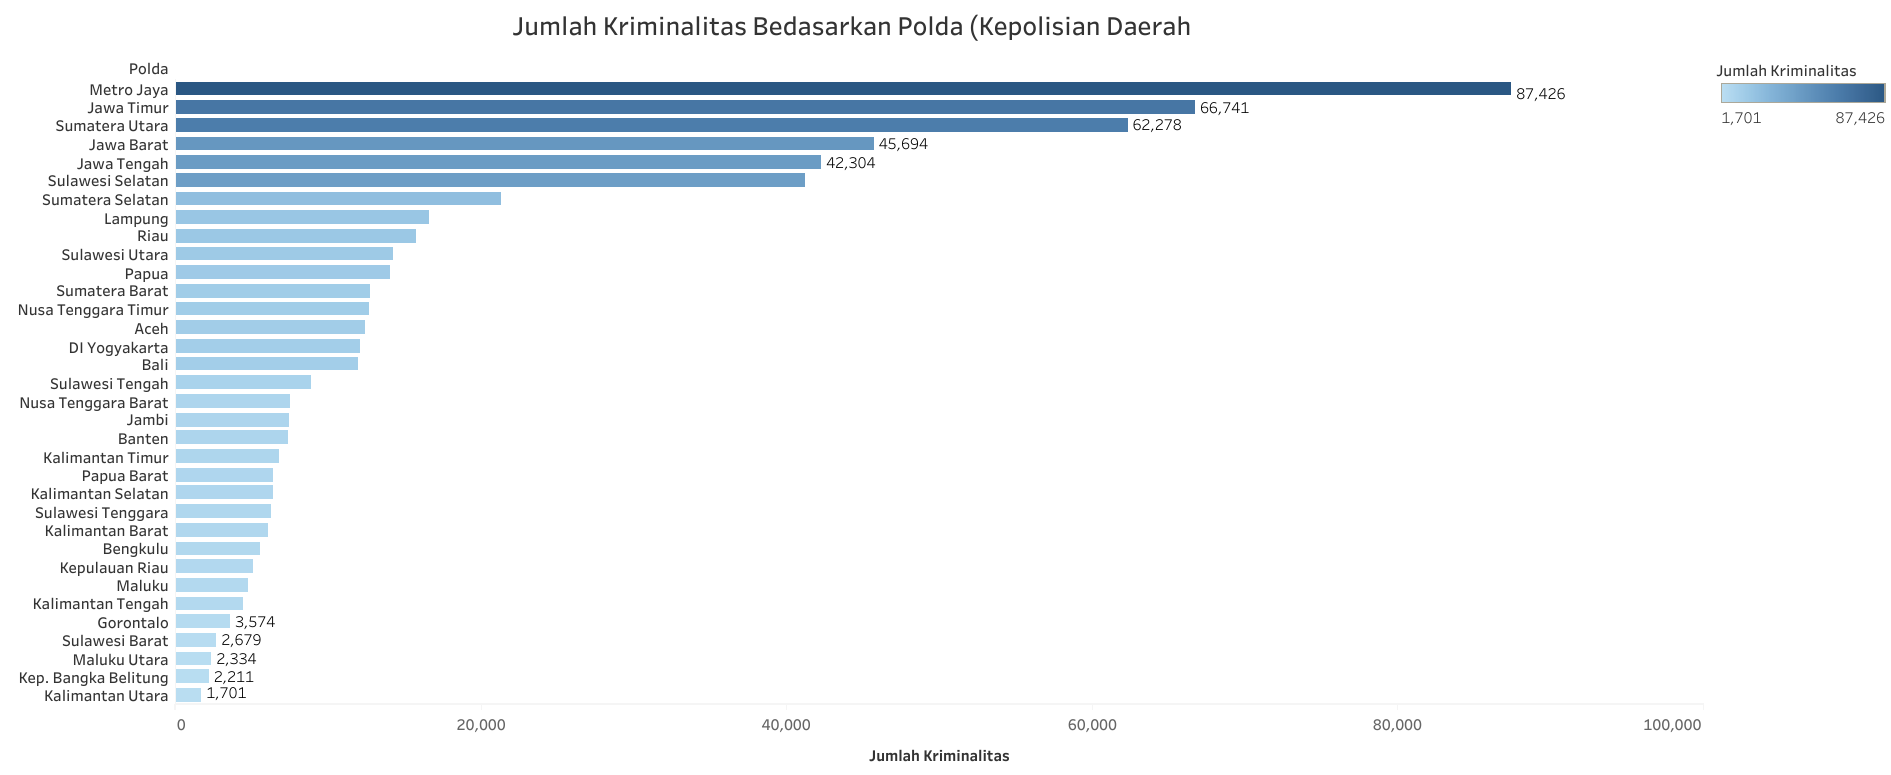 Jumlah Kriminalitas Bedasarkan Polda (Kepolisian Daerah
Polda
Metro Jaya 87,426
Jawa Timur 66,741
Sumatera Utara 62,278
Jawa Barat 45,694
Jawa Tengah 42,304
Sulawesi Selatan
Sumatera Selatan
Lampung
Riau
Sulawesi Utara
Papua
Sumatera Barat
Nusa Tenggara Timur
Aceh
DI Yogyakarta
Bali
Sulawesi Tengah
Nusa Tenggara Barat
Jambi
Banten
Kalimantan Timur
Papua Barat
Kalimantan Selatan
Sulawesi Tenggara
Kalimantan Barat
Bengkulu
Kepulauan Riau
Maluku
Kalimantan Tengah
Gorontalo 3,574
Sulawesi Barat 2,679
Maluku Utara 2,334
Kep. Bangka Belitung 2,211
Kalimantan Utara 1,701
0 20,000 40,000 60,000 80,000 100,000
Jumlah Kriminalitas
Jumlah Kriminalitas
1,701 87,426